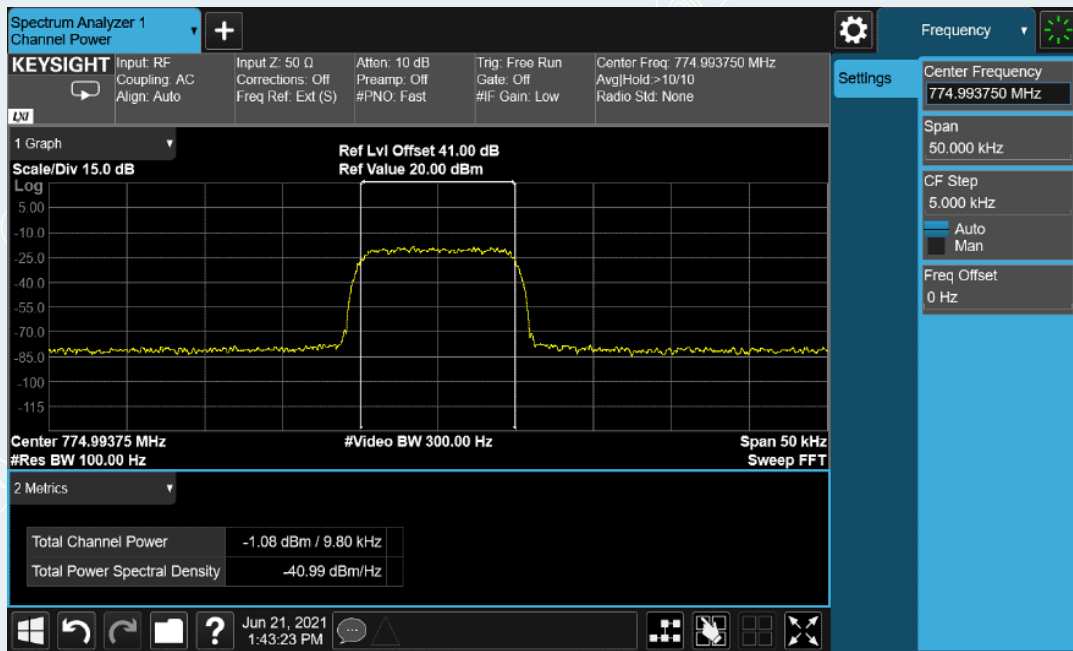 Spectrum Analyzer 1
Channel Power
+
Frequency
KEYSIGHT
Input: RF
Coupling: AC
Align: Auto
Input Z: 50 Ω
Corrections: Off
Freq Ref: Ext (S)
Atten: 10 dB
Preamp: Off
#PNO: Fast
Trig: Free Run
Gate: Off
#IF Gain: Low
Center Freq: 774.993750 MHz
Avg|Hold:>10/10
Radio Std: None
LXI
Settings
Center Frequency
774.993750 MHz
Span
50.000 kHz
CF Step
5.000 kHz
Auto
Man
Freq Offset
0 Hz
1 Graph
Scale/Div 15.0 dB
Ref Lvl Offset 41.00 dB
Ref Value 20.00 dBm
Log
5.00
-10.0
-25.0
-40.0
-55.0
-70.0
-85.0
-100
-115
Center 774.99375 MHz
#Res BW 100.00 Hz
#Video BW 300.00 Hz
Span 50 kHz
Sweep FFT
2 Metrics
Total Channel Power -1.08 dBm / 9.80 kHz
Total Power Spectral Density -40.99 dBm/Hz
?
Jun 21, 2021
1:43:23 PM